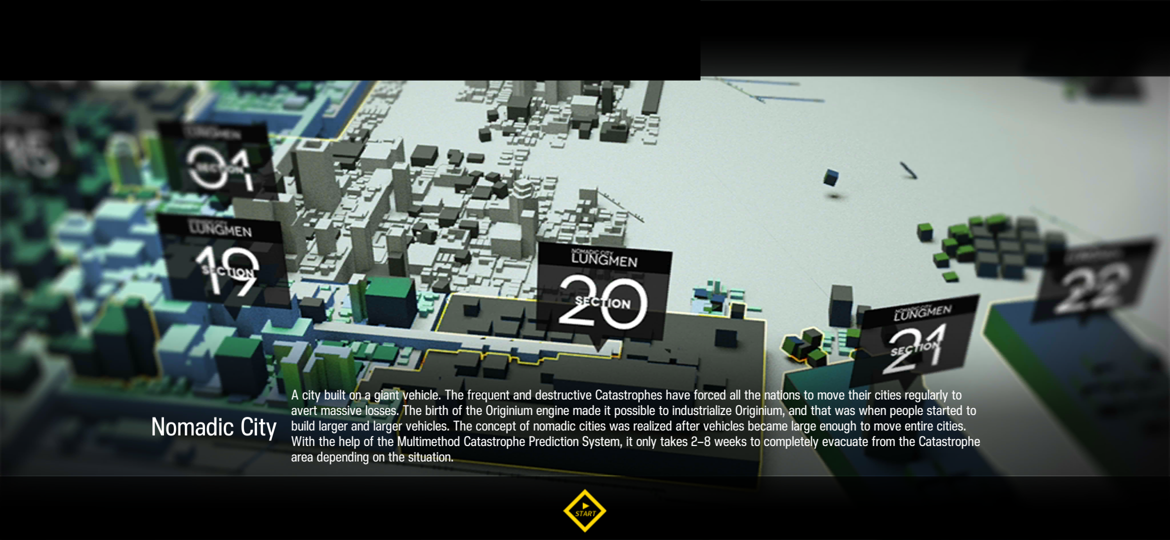 15
LUNGMEN
01
SECTION
LUNGMEN
19
SECTION
NOMADIC CITY
LUNGMEN
20
SECTION
LUNGMEN
21
SECTION
22
Nomadic City
A city built on a giant vehicle. The frequent and destructive Catastrophes have forced all the nations to move their cities regularly to
avert massive losses. The birth of the Originium engine made it possible to industrialize Originium, and that was when people started to
build larger and larger vehicles. The concept of nomadic cities was realized after vehicles became large enough to move entire cities.
With the help of the Multimethod Catastrophe Prediction System, it only takes 2–8 weeks to completely evacuate from the Catastrophe
area depending on the situation.
START